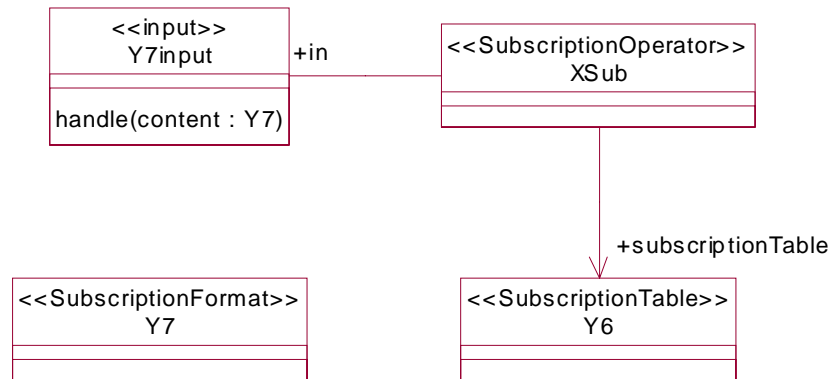 <<input>>
Y7input
handle(content : Y7)
+in
<<SubscriptionOperator>>
XSub
+subscriptionTable
<<SubscriptionFormat>>
Y7
<<SubscriptionTable>>
Y6